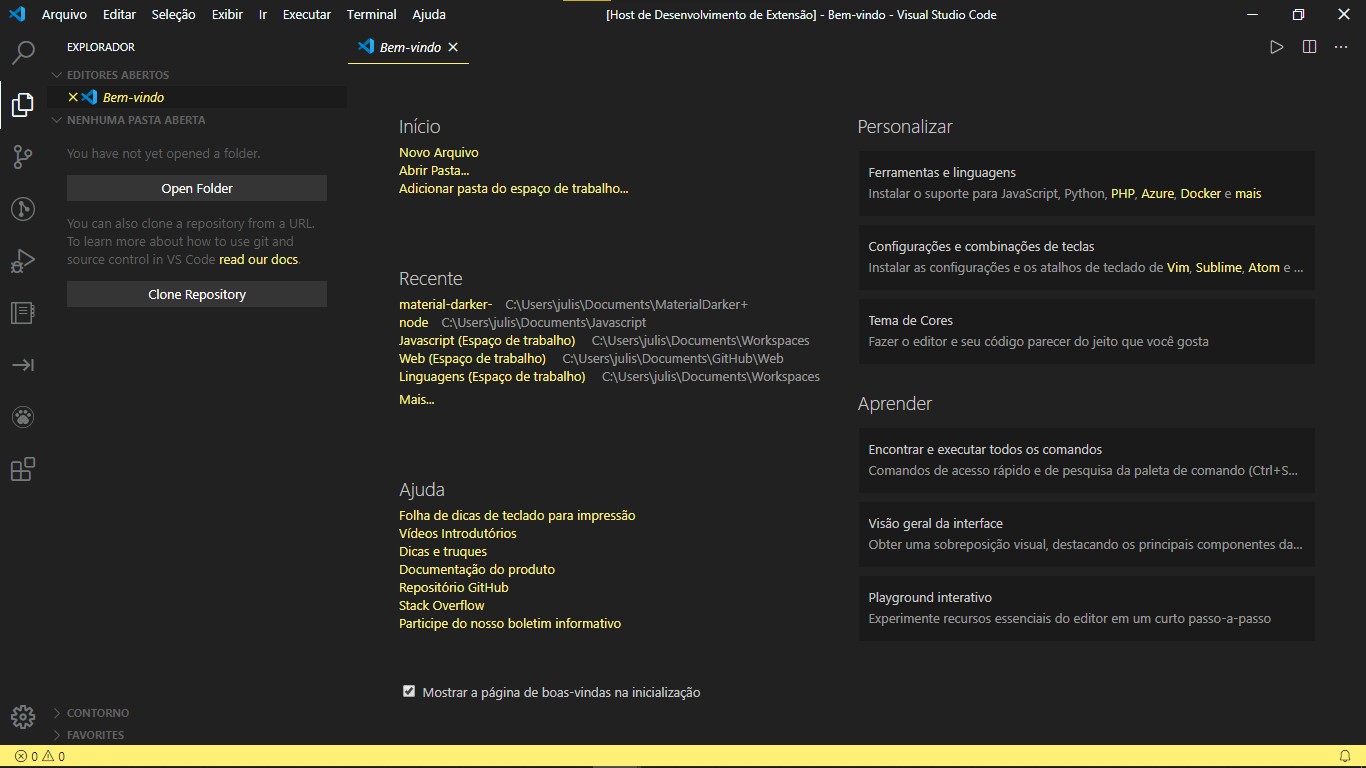 Arquivo Editar Seleção Exibir Ir Executar Terminal Ajuda
[Host de Desenvolvimento de Extensão] - Bem-vindo - Visual Studio Code
EXPLORADOR
EDITORES ABERTOS
Bem-vindo
NENHUMA PASTA ABERTA
You have not yet opened a folder.
Open Folder
You can also clone a repository from a URL.
To learn more about how to use git and
source control in VS Code read our docs.
Clone Repository
CONTORNO
FAVORITES
Bem-vindo
Início
Novo Arquivo
Abrir Pasta...
Adicionar pasta do espaço de trabalho...
Recente
material-darker- C:\Users\julis\Documents\MaterialDarker+
node C:\Users\julis\Documents\Javascript
Javascript (Espaço de trabalho) C:\Users\julis\Documents\Workspaces
Web (Espaço de trabalho) C:\Users\julis\Documents\GitHub\Web
Linguagens (Espaço de trabalho) C:\Users\julis\Documents\Workspaces
Mais...
Ajuda
Folha de dicas de teclado para impressão
Vídeos Introdutórios
Dicas e truques
Documentação do produto
Repositório GitHub
Stack Overflow
Participe do nosso boletim informativo
Mostrar a página de boas-vindas na inicialização
Personalizar
Ferramentas e linguagens
Instalar o suporte para JavaScript, Python, PHP, Azure, Docker e mais
Configurações e combinações de teclas
Instalar as configurações e os atalhos de teclado de Vim, Sublime, Atom e ...
Tema de Cores
Fazer o editor e seu código parecer do jeito que você gosta
Aprender
Encontrar e executar todos os comandos
Comandos de acesso rápido e de pesquisa da paleta de comando (Ctrl+S...
Visão geral da interface
Obter uma sobreposição visual, destacando os principais componentes da...
Playground interativo
Experimente recursos essenciais do editor em um curto passo-a-passo
0 0